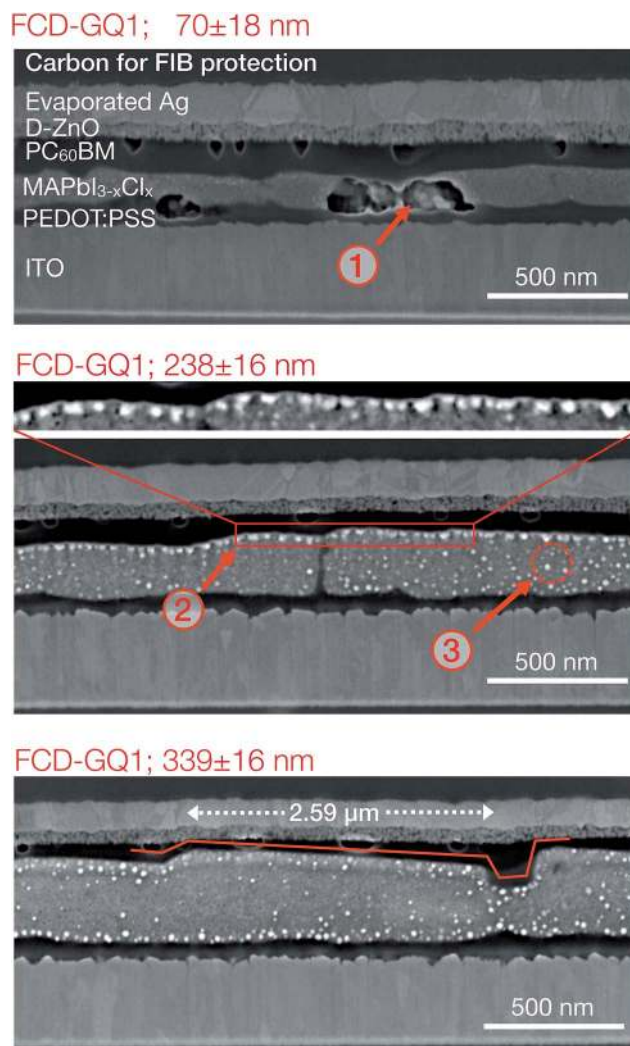 FCD-GQ1; 70±18 nm
Carbon for FIB protection
Evaporated Ag
D-ZnO
PC₆₀BM
MAPbI₃₋ₓClₓ
PEDOT:PSS
1
ITO
500 nm
FCD-GQ1; 238±16 nm
2
3
500 nm
FCD-GQ1; 339±16 nm
2.59 µm
500 nm